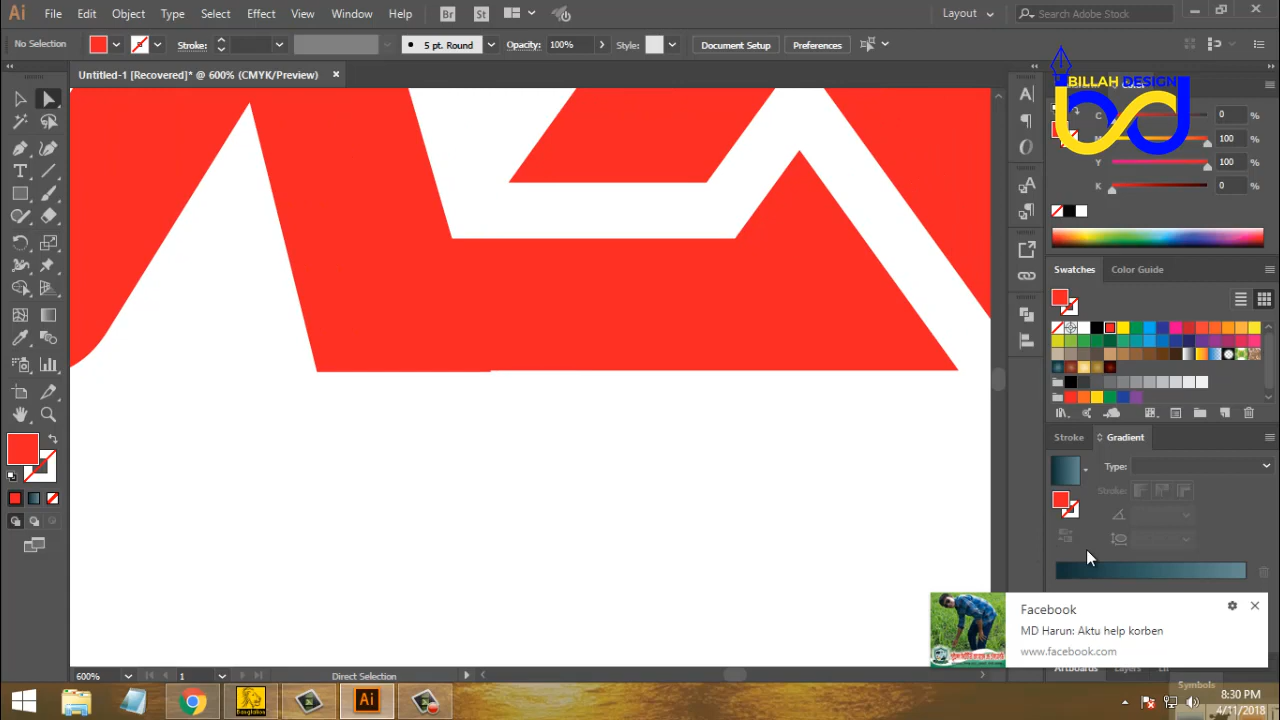 Ai File Edit Object Type Select Effect View Window Help Br St Layout Search Adobe Stock
No Selection Stroke: 5 pt. Round Opacity: 100% Style: Document Setup Preferences
Untitled-1 [Recovered]* @ 600% (CMYK/Preview)
BILLAH DESIGN
Color
C 0 %
M 100 %
Y 100 %
K 0 %
Swatches Color Guide
Stroke Gradient
Type:
Stroke:
Facebook
MD Harun: Aktu help korben
www.facebook.com
Artboards Layers
600% 1 Direct Selection
Symbols
Banglalion
Ai
8:30 PM
4/11/2018